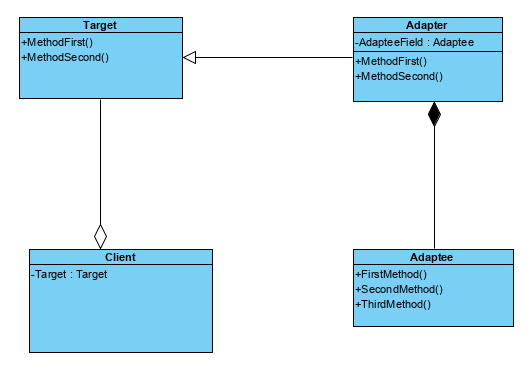 Target
+MethodFirst()
+MethodSecond()
Adapter
-AdapteeField : Adaptee
+MethodFirst()
+MethodSecond()
Client
-Target : Target
Adaptee
+FirstMethod()
+SecondMethod()
+ThirdMethod()